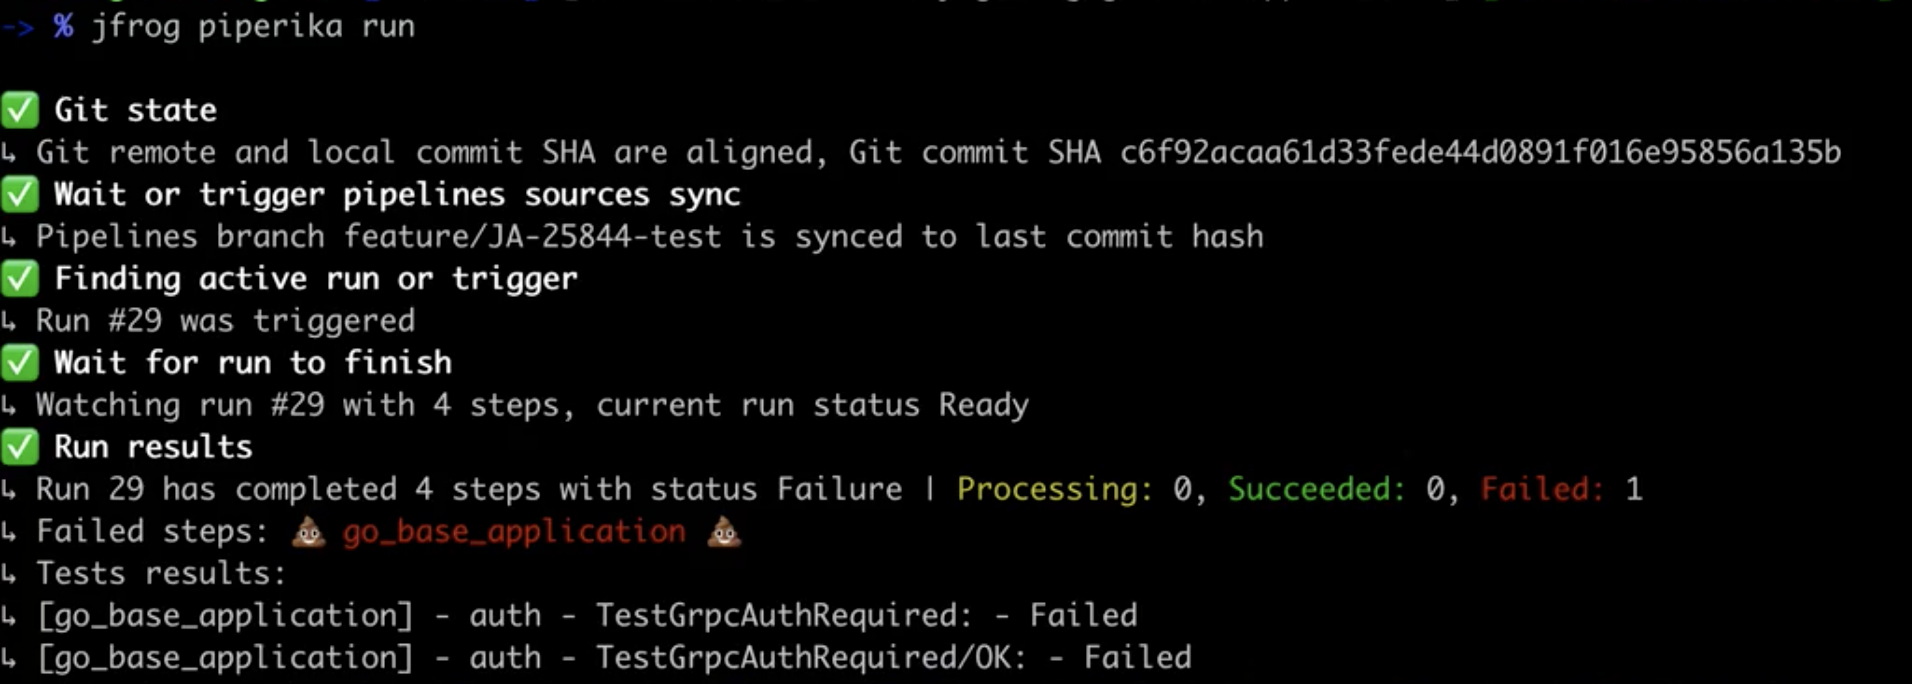 -> % jfrog piperika run
✅ Git state
↳ Git remote and local commit SHA are aligned, Git commit SHA c6f92acaa61d33fede44d0891f016e95856a135b
✅ Wait or trigger pipelines sources sync
↳ Pipelines branch feature/JA-25844-test is synced to last commit hash
✅ Finding active run or trigger
↳ Run #29 was triggered
✅ Wait for run to finish
↳ Watching run #29 with 4 steps, current run status Ready
✅ Run results
↳ Run 29 has completed 4 steps with status Failure | Processing: 0, Succeeded: 0, Failed: 1
↳ Failed steps: 💩 go_base_application 💩
↳ Tests results:
↳ [go_base_application] - auth - TestGrpcAuthRequired: - Failed
↳ [go_base_application] - auth - TestGrpcAuthRequired/OK: - Failed